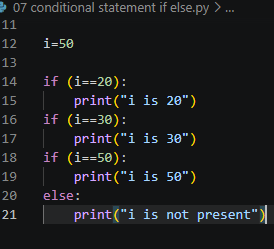 07 conditional statement if else.py > ...
11
12 i=50
13
14 if (i==20):
15     print("i is 20")
16 if (i==30):
17     print("i is 30")
18 if (i==50):
19     print("i is 50")
20 else:
21     print("i is not present")